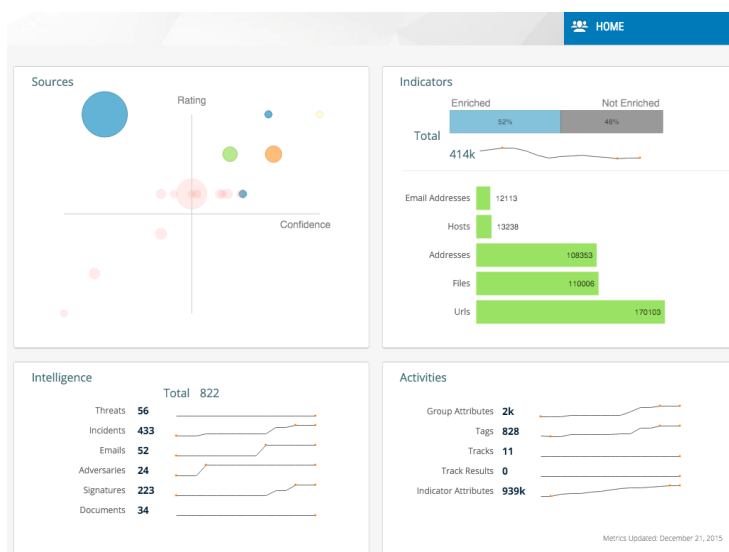 HOME
Sources
Rating
Confidence
Indicators
Enriched Not Enriched
52% 48%
Total
414k
Email Addresses 12113
Hosts 13238
Addresses 108353
Files 110006
Urls 170103
Intelligence
Total 822
Threats 56
Incidents 433
Emails 52
Adversaries 24
Signatures 223
Documents 34
Activities
Group Attributes 2k
Tags 828
Tracks 11
Track Results 0
Indicator Attributes 939k
Metrics Updated: December 21, 2015